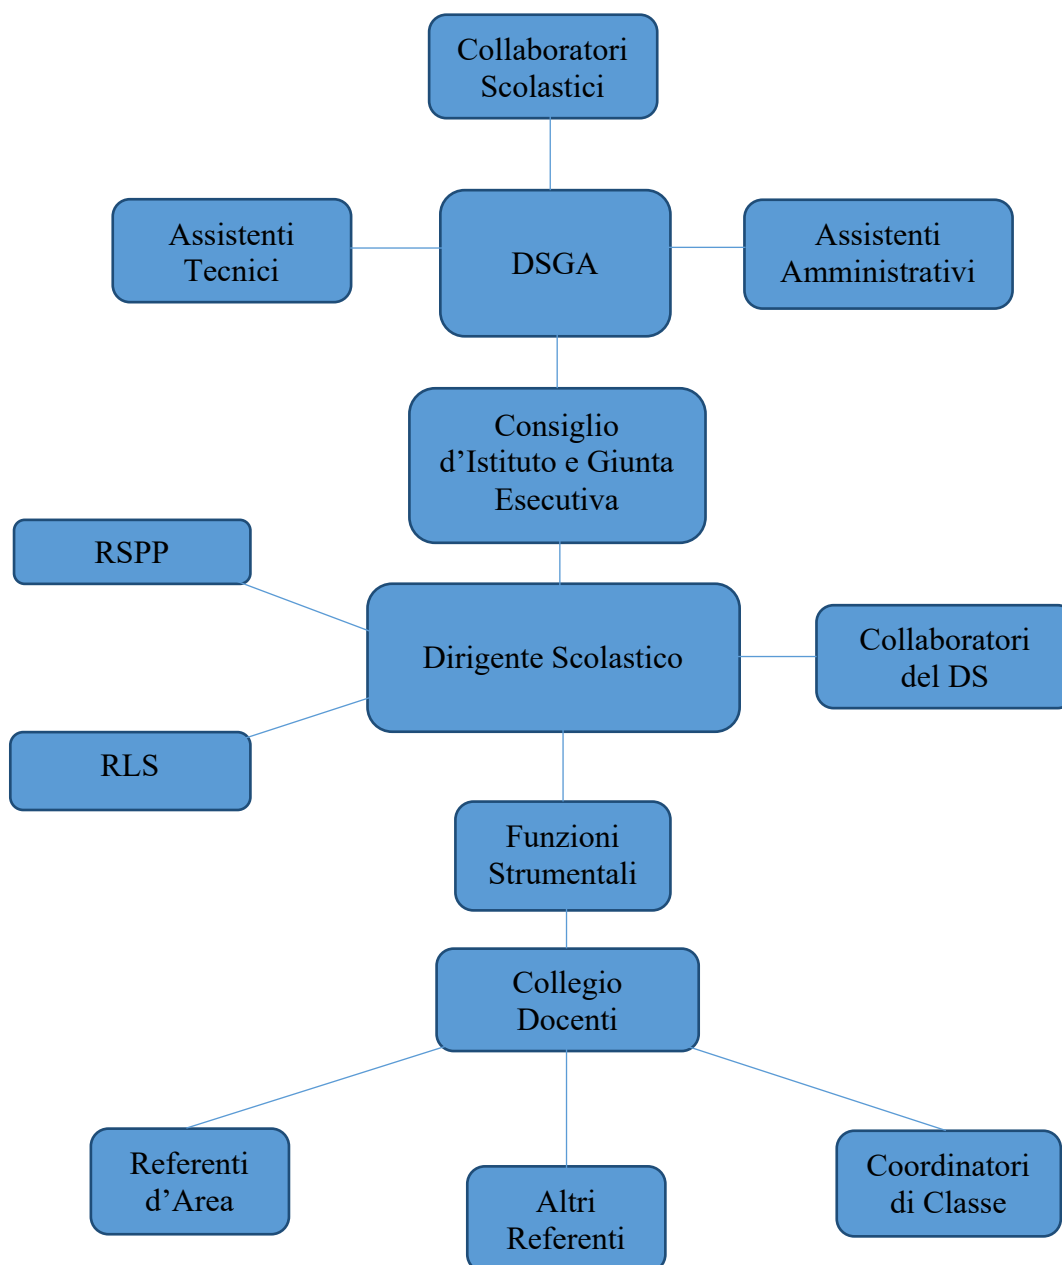 Collaboratori
Scolastici
Assistenti
Tecnici
DSGA
Assistenti
Amministrativi
Consiglio
d’Istituto e Giunta
Esecutiva
RSPP
Dirigente Scolastico
Collaboratori
del DS
RLS
Funzioni
Strumentali
Collegio
Docenti
Referenti
d’Area
Altri
Referenti
Coordinatori
di Classe